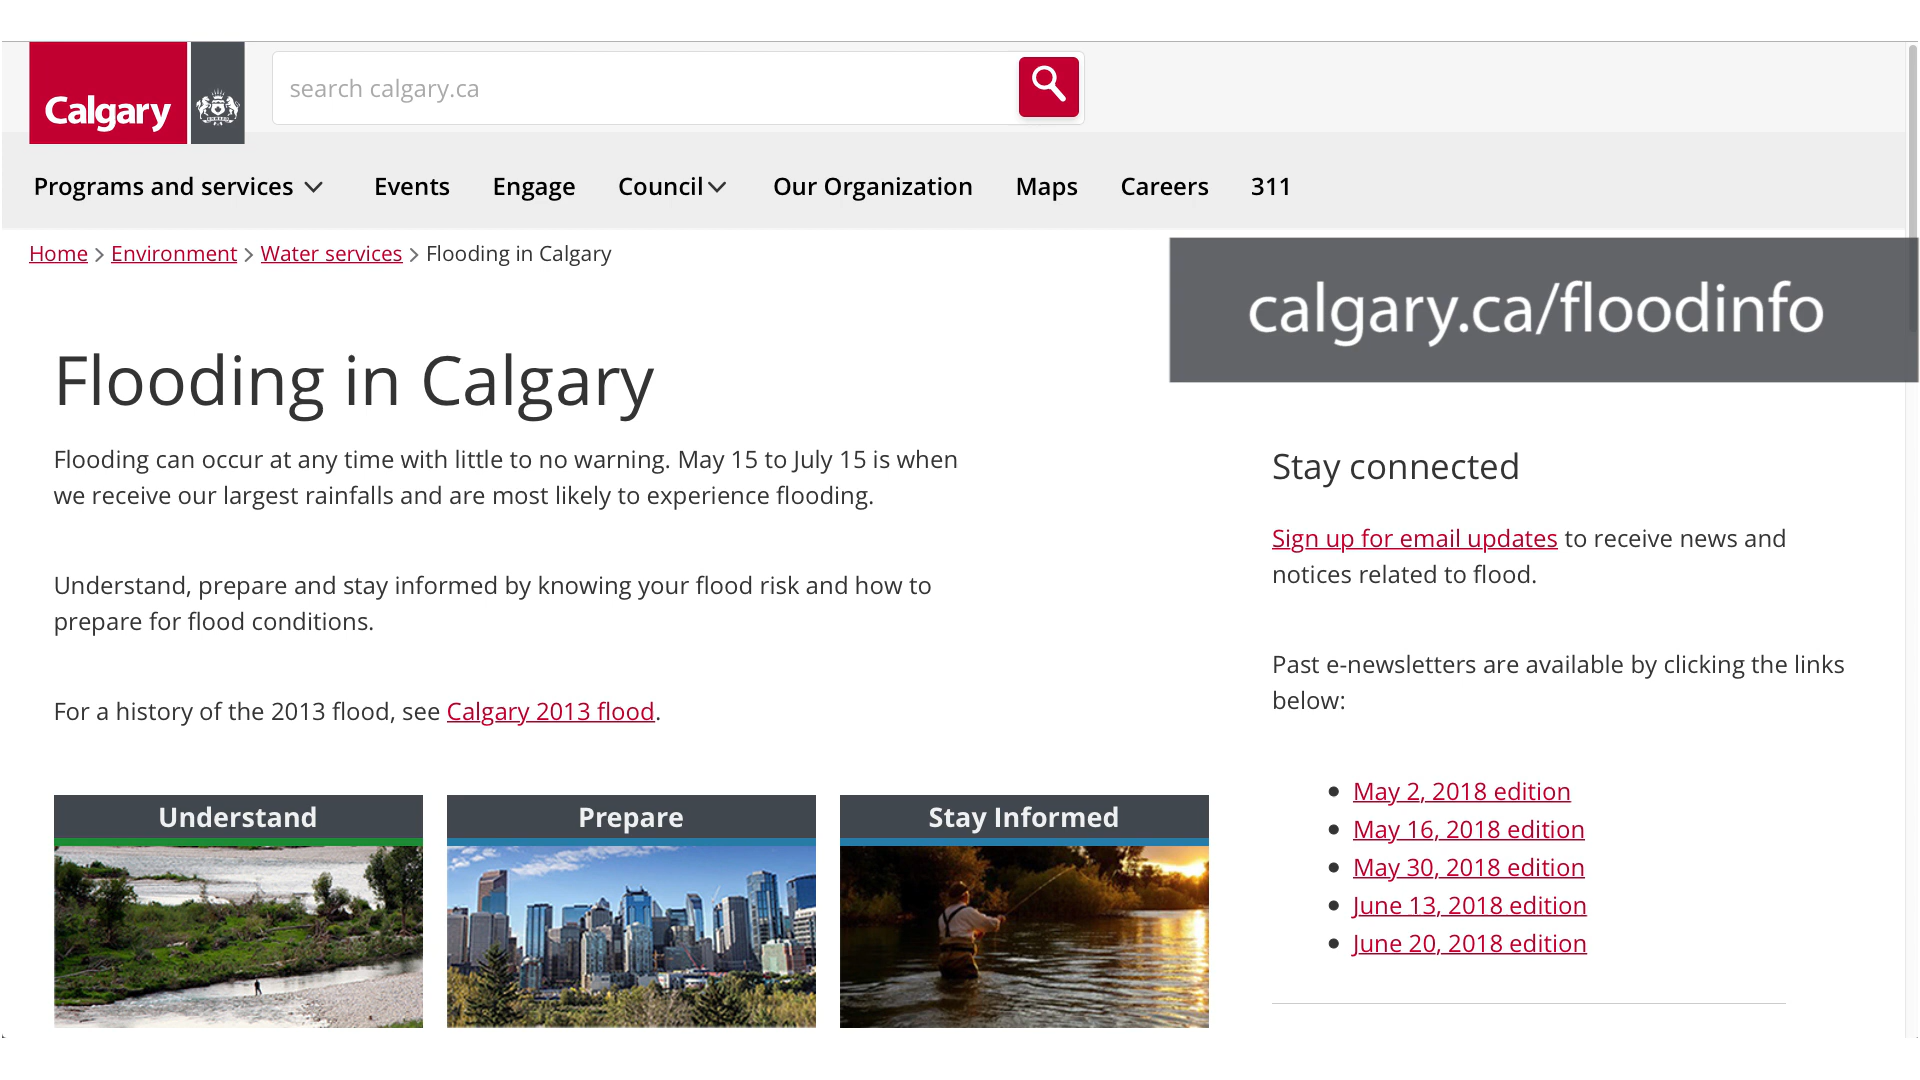 Calgary
search calgary.ca
Programs and services
Events
Engage
Council
Our Organization
Maps
Careers
311
Home > Environment > Water services > Flooding in Calgary
calgary.ca/floodinfo
Flooding in Calgary
Flooding can occur at any time with little to no warning. May 15 to July 15 is when
we receive our largest rainfalls and are most likely to experience flooding.
Understand, prepare and stay informed by knowing your flood risk and how to
prepare for flood conditions.
For a history of the 2013 flood, see Calgary 2013 flood.
Understand
Prepare
Stay Informed
Stay connected
Sign up for email updates to receive news and
notices related to flood.
Past e-newsletters are available by clicking the links
below:
May 2, 2018 edition
May 16, 2018 edition
May 30, 2018 edition
June 13, 2018 edition
June 20, 2018 edition